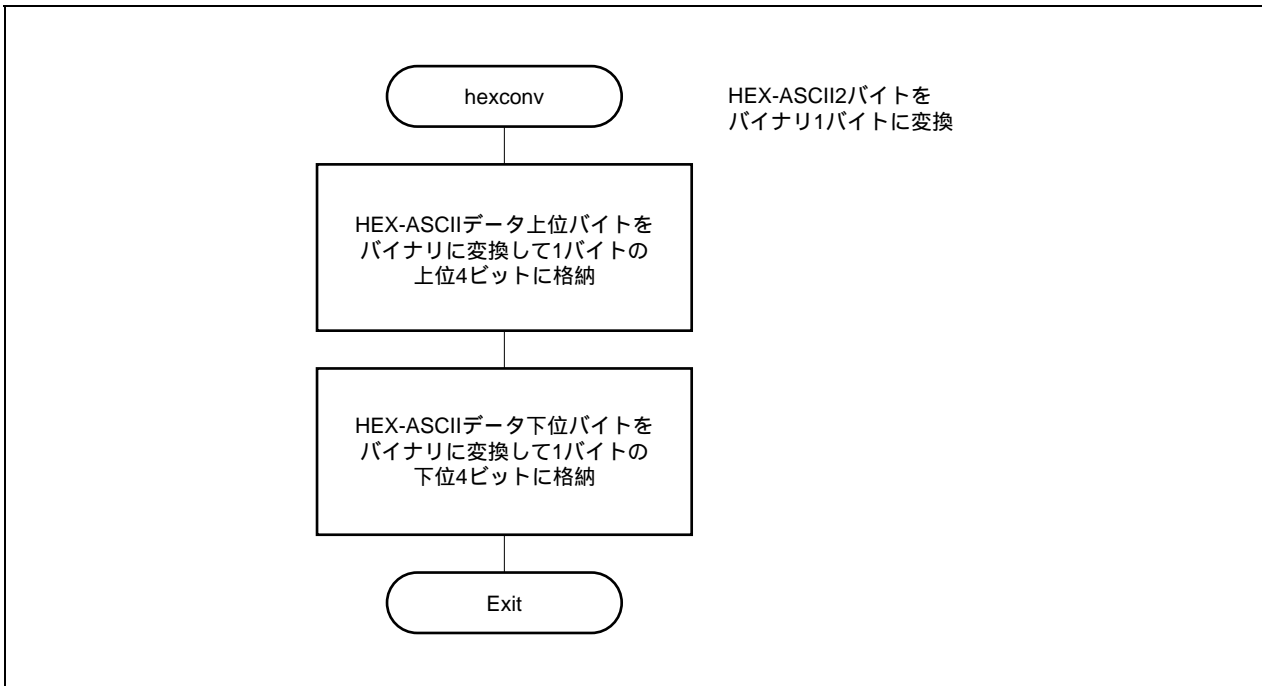 hexconv
HEX-ASCII2バイトを
バイナリ1バイトに変換
HEX-ASCIIデータ上位バイトを
バイナリに変換して1バイトの
上位4ビットに格納
HEX-ASCIIデータ下位バイトを
バイナリに変換して1バイトの
下位4ビットに格納
Exit